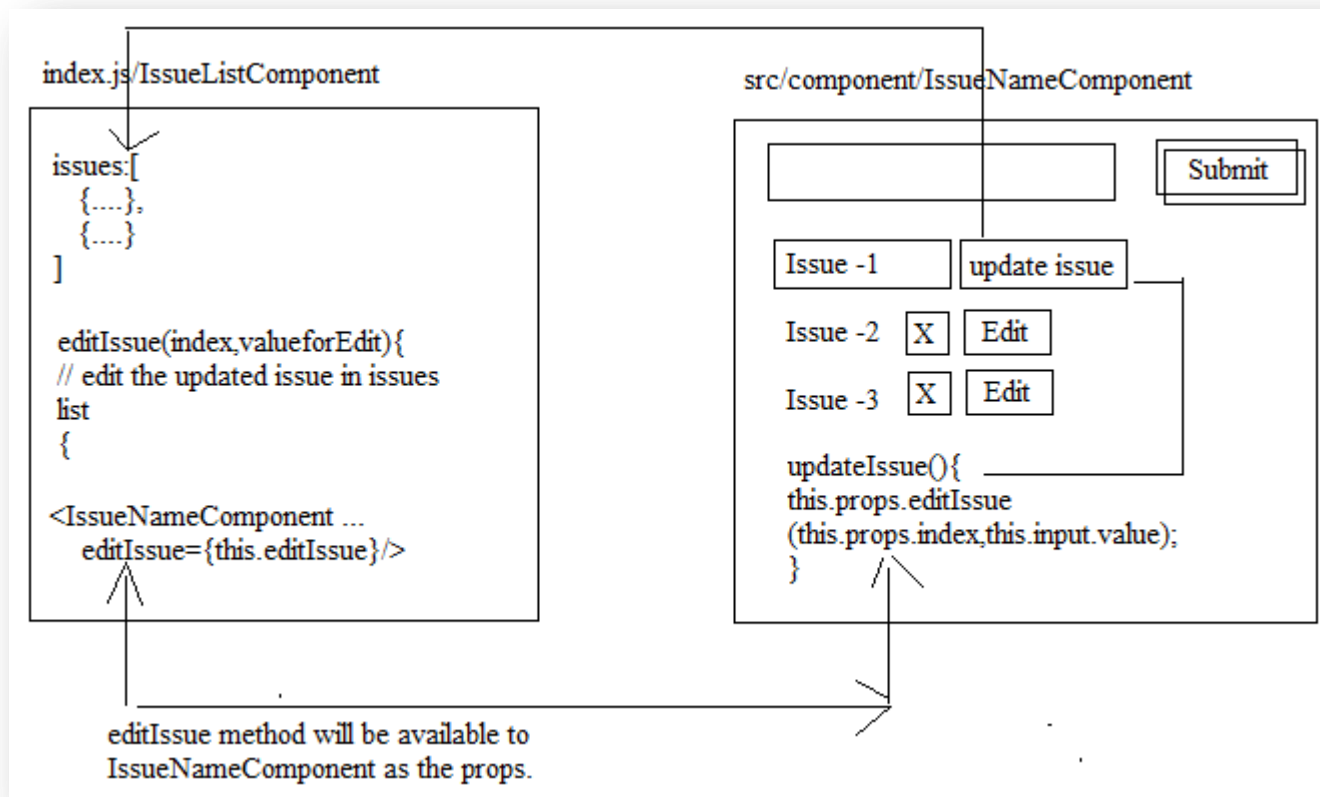 index.js/IssueListComponent
issues:[
{....},
{....}
]
editIssue(index,valueforEdit){
// edit the updated issue in issues
list
{
<IssueNameComponent ...
editIssue={this.editIssue}/>
src/component/IssueNameComponent
Submit
Issue -1 update issue
Issue -2 X Edit
Issue -3 X Edit
updateIssue(){
this.props.editIssue
(this.props.index,this.input.value);
}
editIssue method will be available to
IssueNameComponent as the props.